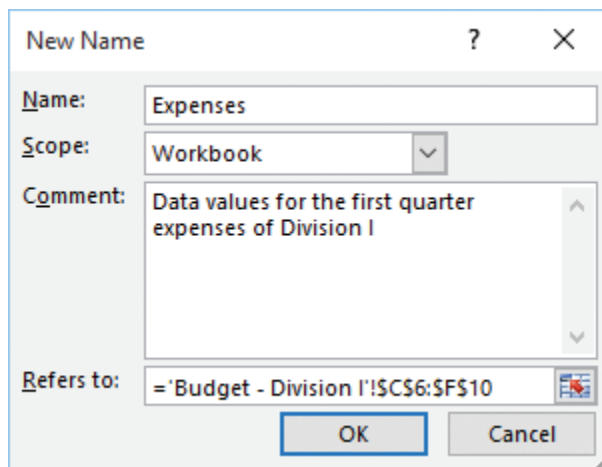 New Name ?
Name: Expenses
Scope: Workbook
Comment: Data values for the first quarter
expenses of Division I
Refers to: ='Budget - Division I'!$C$6:$F$10
OK Cancel